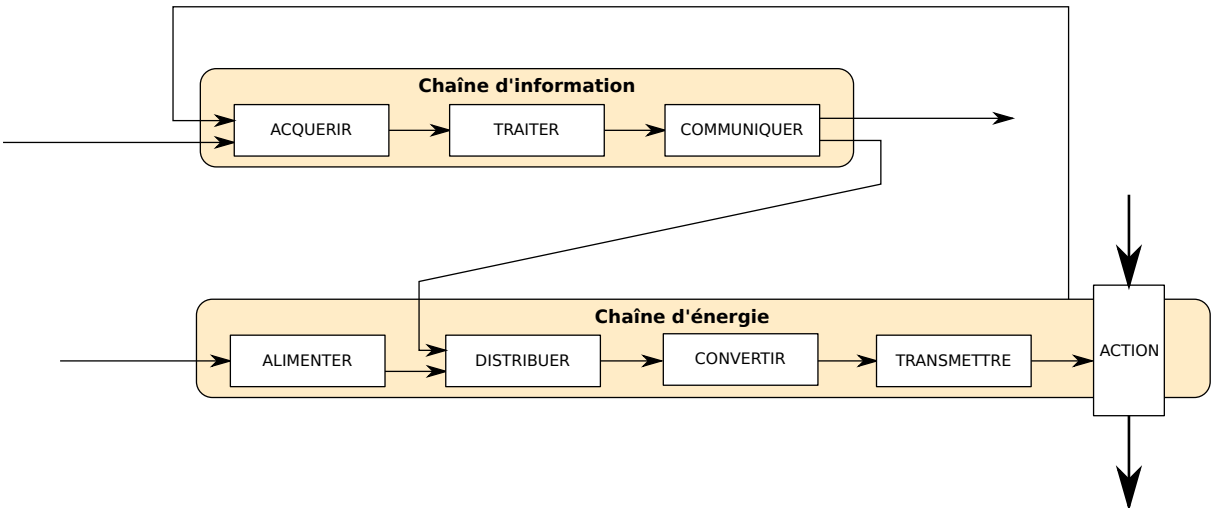 Chaîne d'information
ACQUERIR
TRAITER
COMMUNIQUER
Chaîne d'énergie
ALIMENTER
DISTRIBUER
CONVERTIR
TRANSMETTRE
ACTION